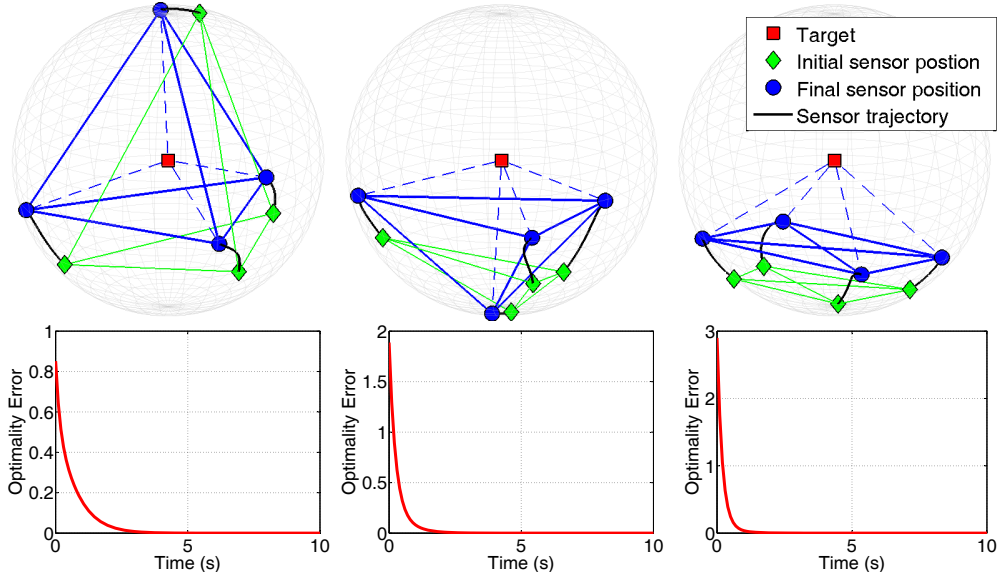 Target
Initial sensor postion
Final sensor position
Sensor trajectory
1
0.8
0.6
0.4
0.2
0
0 5 10
Optimality Error
Time (s)
2
1.5
1
0.5
0
0 5 10
Optimality Error
Time (s)
3
2
1
0
0 5 10
Optimality Error
Time (s)